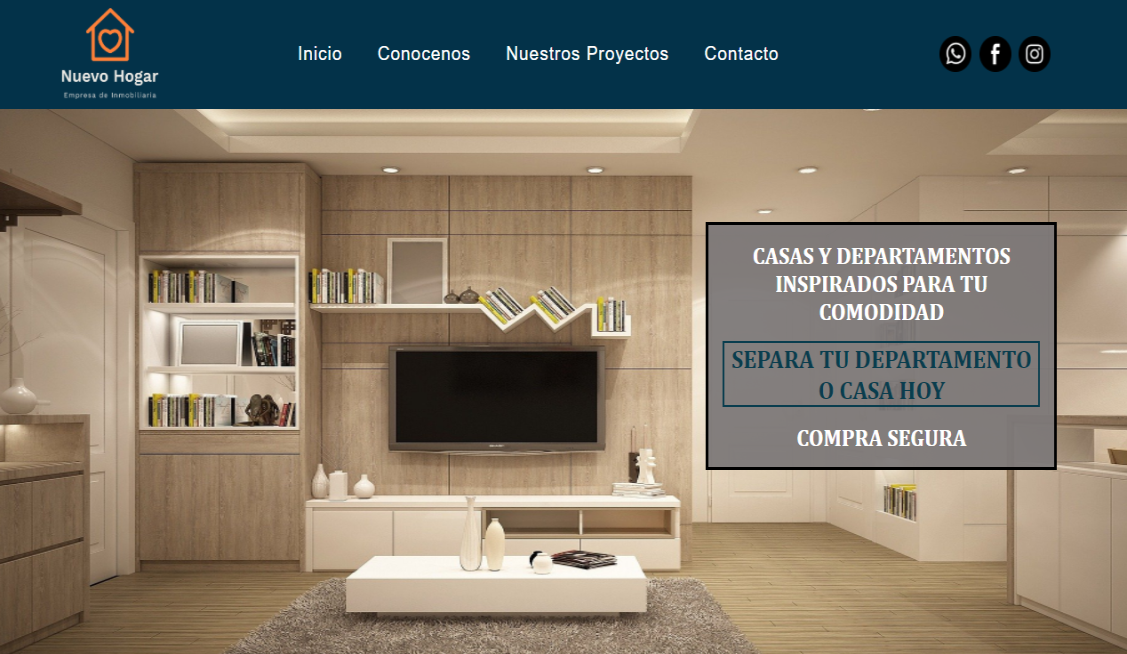 Nuevo Hogar
Empresa de Inmobiliaria
Inicio Conocenos Nuestros Proyectos Contacto
CASAS Y DEPARTAMENTOS
INSPIRADOS PARA TU
COMODIDAD
SEPARA TU DEPARTAMENTO
O CASA HOY
COMPRA SEGURA